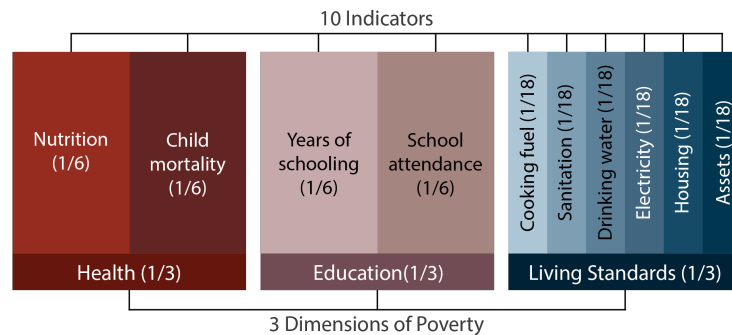 10 Indicators
Nutrition
(1/6)
Child
mortality
(1/6)
Years of
schooling
(1/6)
School
attendance
(1/6)
Cooking fuel (1/18)
Sanitation (1/18)
Drinking water (1/18)
Electricity (1/18)
Housing (1/18)
Assets (1/18)
Health (1/3)
Education(1/3)
Living Standards (1/3)
3 Dimensions of Poverty